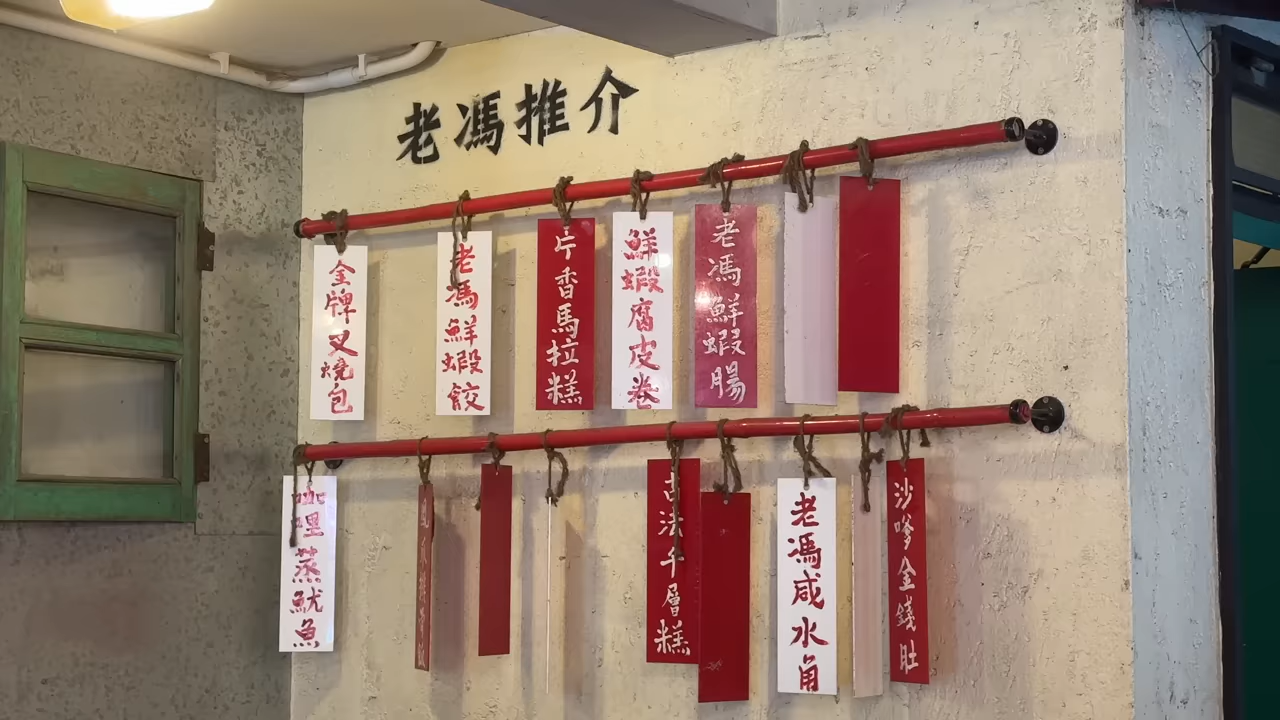 老馮推介
金牌叉燒包
老馮鮮蝦餃
片香馬拉糕
鮮蝦腐皮卷
老馮鮮蝦腸
咖哩蒸魷魚
古法千層糕
老馮咸水角
沙嗲金錢肚